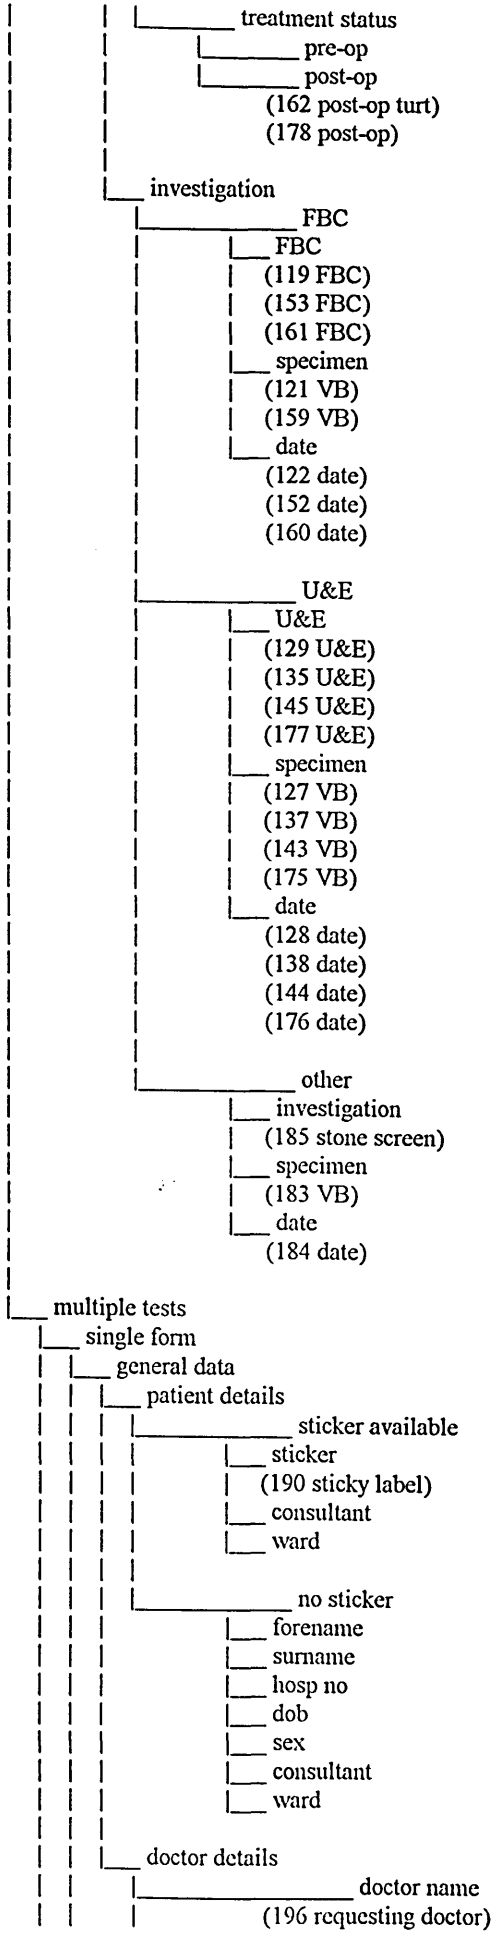 treatment status
pre-op
post-op
(162 post-op turt)
(178 post-op)
investigation
FBC
FBC
(119 FBC)
(153 FBC)
(161 FBC)
specimen
(121 VB)
(159 VB)
date
(122 date)
(152 date)
(160 date)
U&E
U&E
(129 U&E)
(135 U&E)
(145 U&E)
(177 U&E)
specimen
(127 VB)
(137 VB)
(143 VB)
(175 VB)
date
(128 date)
(138 date)
(144 date)
(176 date)
other
investigation
(185 stone screen)
specimen
(183 VB)
date
(184 date)
multiple tests
single form
general data
patient details
sticker available
sticker
(190 sticky label)
consultant
ward
no sticker
forename
surname
hosp no
dob
sex
consultant
ward
doctor details
doctor name
(196 requesting doctor)